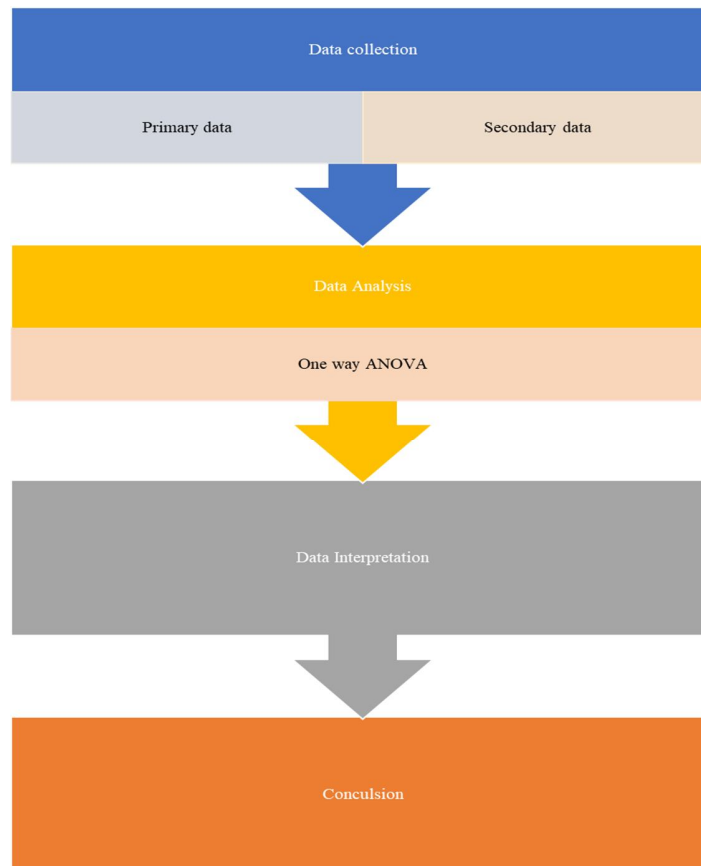 Data collection
Primary data
Secondary data
Data Analysis
One way ANOVA
Data Interpretation
Conculsion